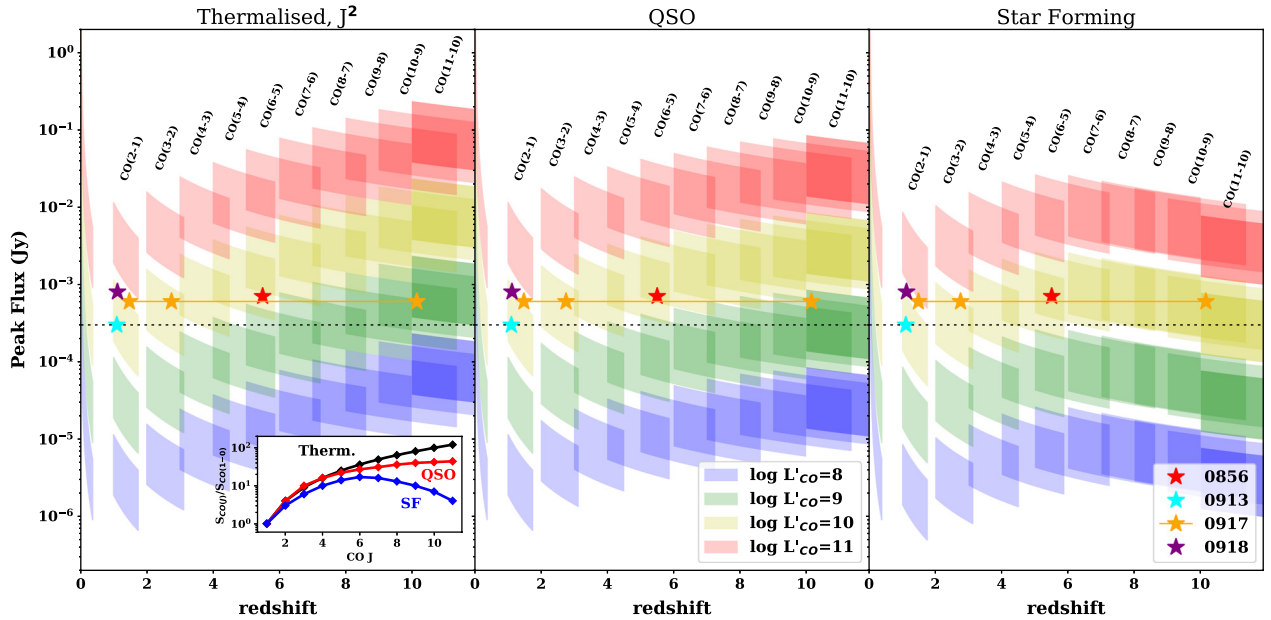 Thermalised, J²
QSO
Star Forming
Peak Flux (Jy)
10⁰
10⁻¹
10⁻²
10⁻³
10⁻⁴
10⁻⁵
10⁻⁶
CO(2-1)
CO(3-2)
CO(4-3)
CO(5-4)
CO(6-5)
CO(7-6)
CO(8-7)
CO(9-8)
CO(10-9)
CO(11-10)
CO(2-1)
CO(3-2)
CO(4-3)
CO(5-4)
CO(6-5)
CO(7-6)
CO(8-7)
CO(9-8)
CO(10-9)
CO(11-10)
CO(2-1)
CO(3-2)
CO(4-3)
CO(5-4)
CO(6-5)
CO(7-6)
CO(8-7)
CO(9-8)
CO(10-9)
CO(11-10)
S_CO(J)/S_CO(1−0)
10²
10¹
10⁰
Therm.
QSO
SF
2 4 6 8 10
CO J
log L'_CO=8
log L'_CO=9
log L'_CO=10
log L'_CO=11
0856
0913
0917
0918
0 2 4 6 8 10
0 2 4 6 8 10
0 2 4 6 8 10
redshift
redshift
redshift